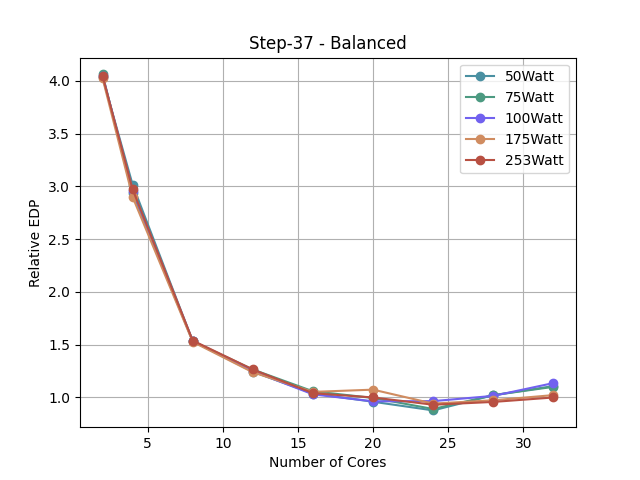 Step-37 - Balanced
Relative EDP
4.0
3.5
3.0
2.5
2.0
1.5
1.0
50Watt
75Watt
100Watt
175Watt
253Watt
5
10
15
20
25
30
Number of Cores